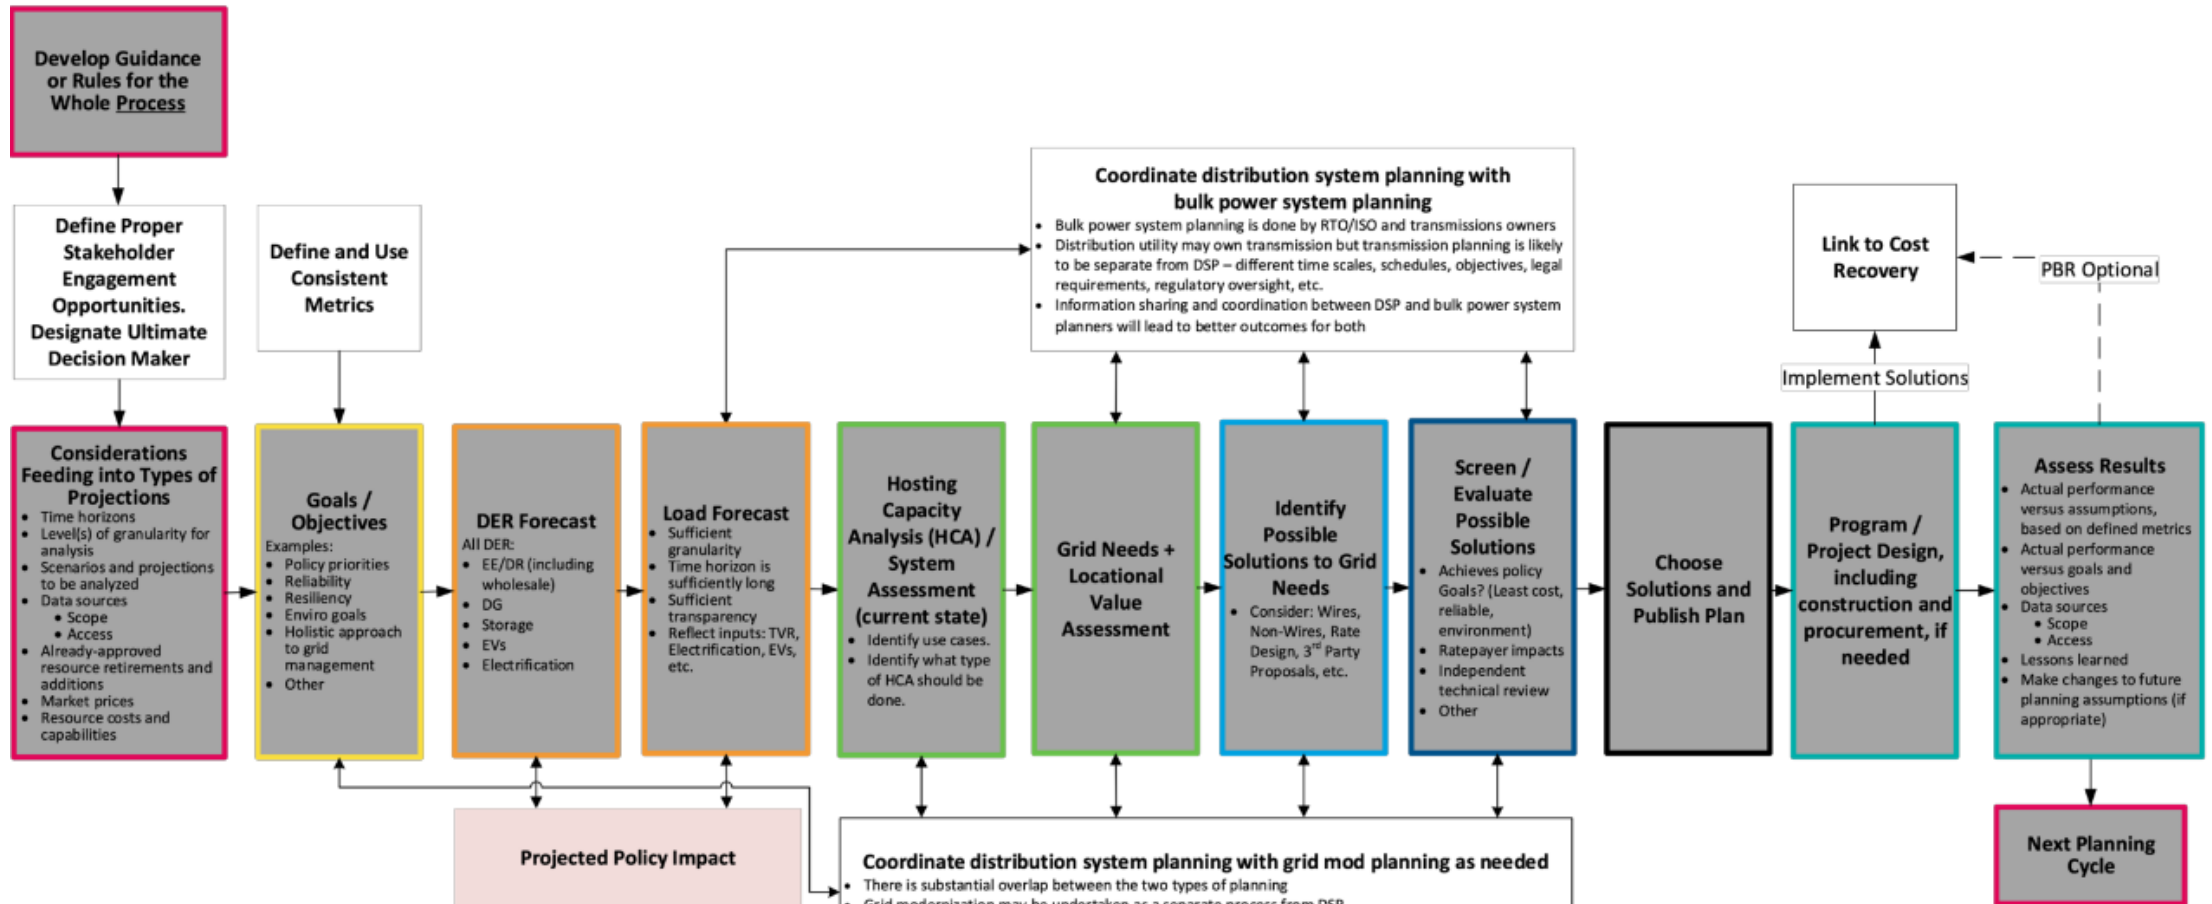 Develop Guidance
or Rules for the
Whole Process
Define Proper
Stakeholder
Engagement
Opportunities.
Designate Ultimate
Decision Maker
Define and Use
Consistent
Metrics
Coordinate distribution system planning with
bulk power system planning
• Bulk power system planning is done by RTO/ISO and transmissions owners
• Distribution utility may own transmission but transmission planning is likely
to be separate from DSP – different time scales, schedules, objectives, legal
requirements, regulatory oversight, etc.
• Information sharing and coordination between DSP and bulk power system
planners will lead to better outcomes for both
Link to Cost
Recovery
PBR Optional
Implement Solutions
Considerations
Feeding into Types of
Projections
• Time horizons
• Level(s) of granularity for
analysis
• Scenarios and projections
to be analyzed
• Data sources
• Scope
• Access
• Already-approved
resource retirements and
additions
• Market prices
• Resource costs and
capabilities
Goals /
Objectives
Examples:
• Policy priorities
• Reliability
• Resiliency
• Enviro goals
• Holistic approach
to grid
management
• Other
DER Forecast
All DER:
• EE/DR (including
wholesale)
• DG
• Storage
• EVs
• Electrification
Load Forecast
• Sufficient
granularity
• Time horizon is
sufficiently long
• Sufficient
transparency
• Reflect inputs: TVR,
Electrification, EVs,
etc.
Hosting
Capacity
Analysis (HCA) /
System
Assessment
(current state)
• Identify use cases.
• Identify what type
of HCA should be
done.
Grid Needs +
Locational
Value
Assessment
Identify
Possible
Solutions to Grid
Needs
• Consider: Wires,
Non-Wires, Rate
Design, 3rd Party
Proposals, etc.
Screen /
Evaluate
Possible
Solutions
• Achieves policy
Goals? (Least cost,
reliable,
environment)
• Ratepayer impacts
• Independent
technical review
• Other
Choose
Solutions and
Publish Plan
Program /
Project Design,
including
construction and
procurement, if
needed
Assess Results
• Actual performance
versus assumptions,
based on defined metrics
• Actual performance
versus goals and
objectives
• Data sources
• Scope
• Access
• Lessons learned
• Make changes to future
planning assumptions (if
appropriate)
Projected Policy Impact
Coordinate distribution system planning with grid mod planning as needed
• There is substantial overlap between the two types of planning
• Grid modernization may be undertaken as a separate process from DSP
Next Planning
Cycle